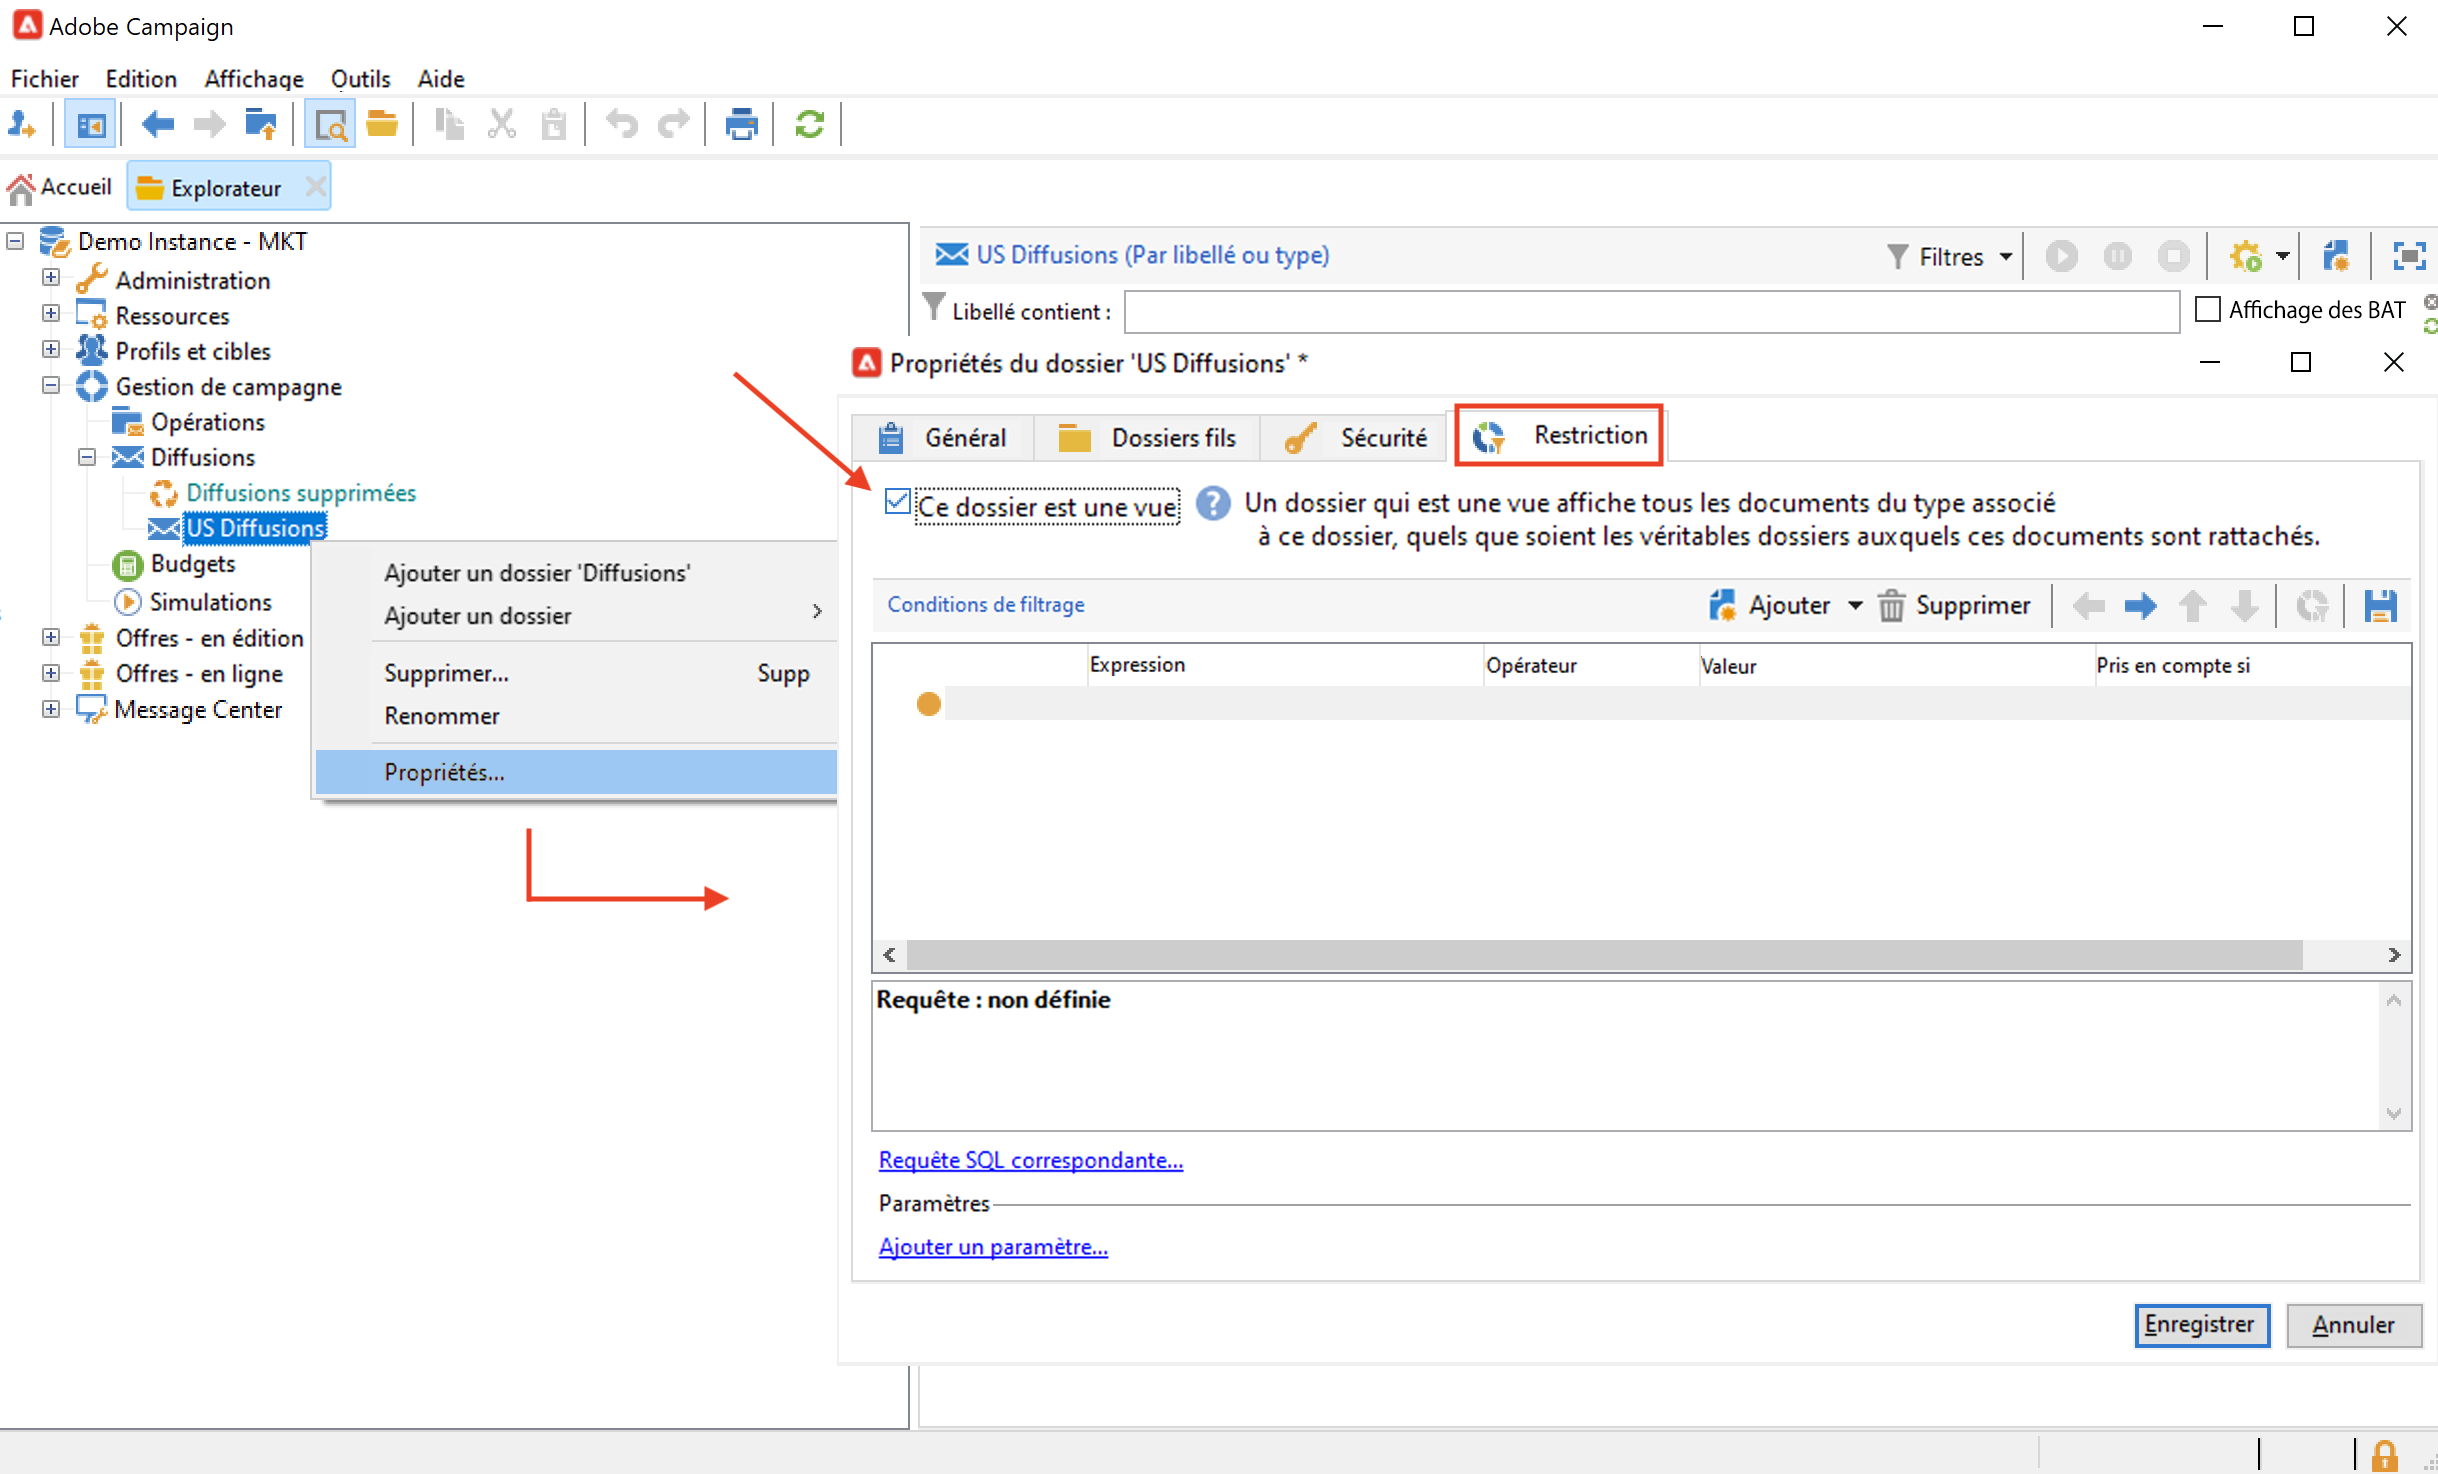 Adobe Campaign
Fichier Edition Affichage Outils Aide
Accueil Explorateur
Demo Instance - MKT
Administration
Ressources
Profils et cibles
Gestion de campagne
Opérations
Diffusions
Diffusions supprimées
US Diffusions
Budgets
Simulations
Offres - en édition
Offres - en ligne
Message Center
Ajouter un dossier 'Diffusions'
Ajouter un dossier
Supprimer... Supp
Renommer
Propriétés...
US Diffusions (Par libellé ou type) Filtres
Libellé contient : Affichage des BAT
Propriétés du dossier 'US Diffusions' *
Général Dossiers fils Sécurité Restriction
Ce dossier est une vue
Un dossier qui est une vue affiche tous les documents du type associé
à ce dossier, quels que soient les véritables dossiers auxquels ces documents sont rattachés.
Conditions de filtrage Ajouter Supprimer
Expression Opérateur Valeur Pris en compte si
Requête : non définie
Requête SQL correspondante...
Paramètres
Ajouter un paramètre...
Enregistrer Annuler